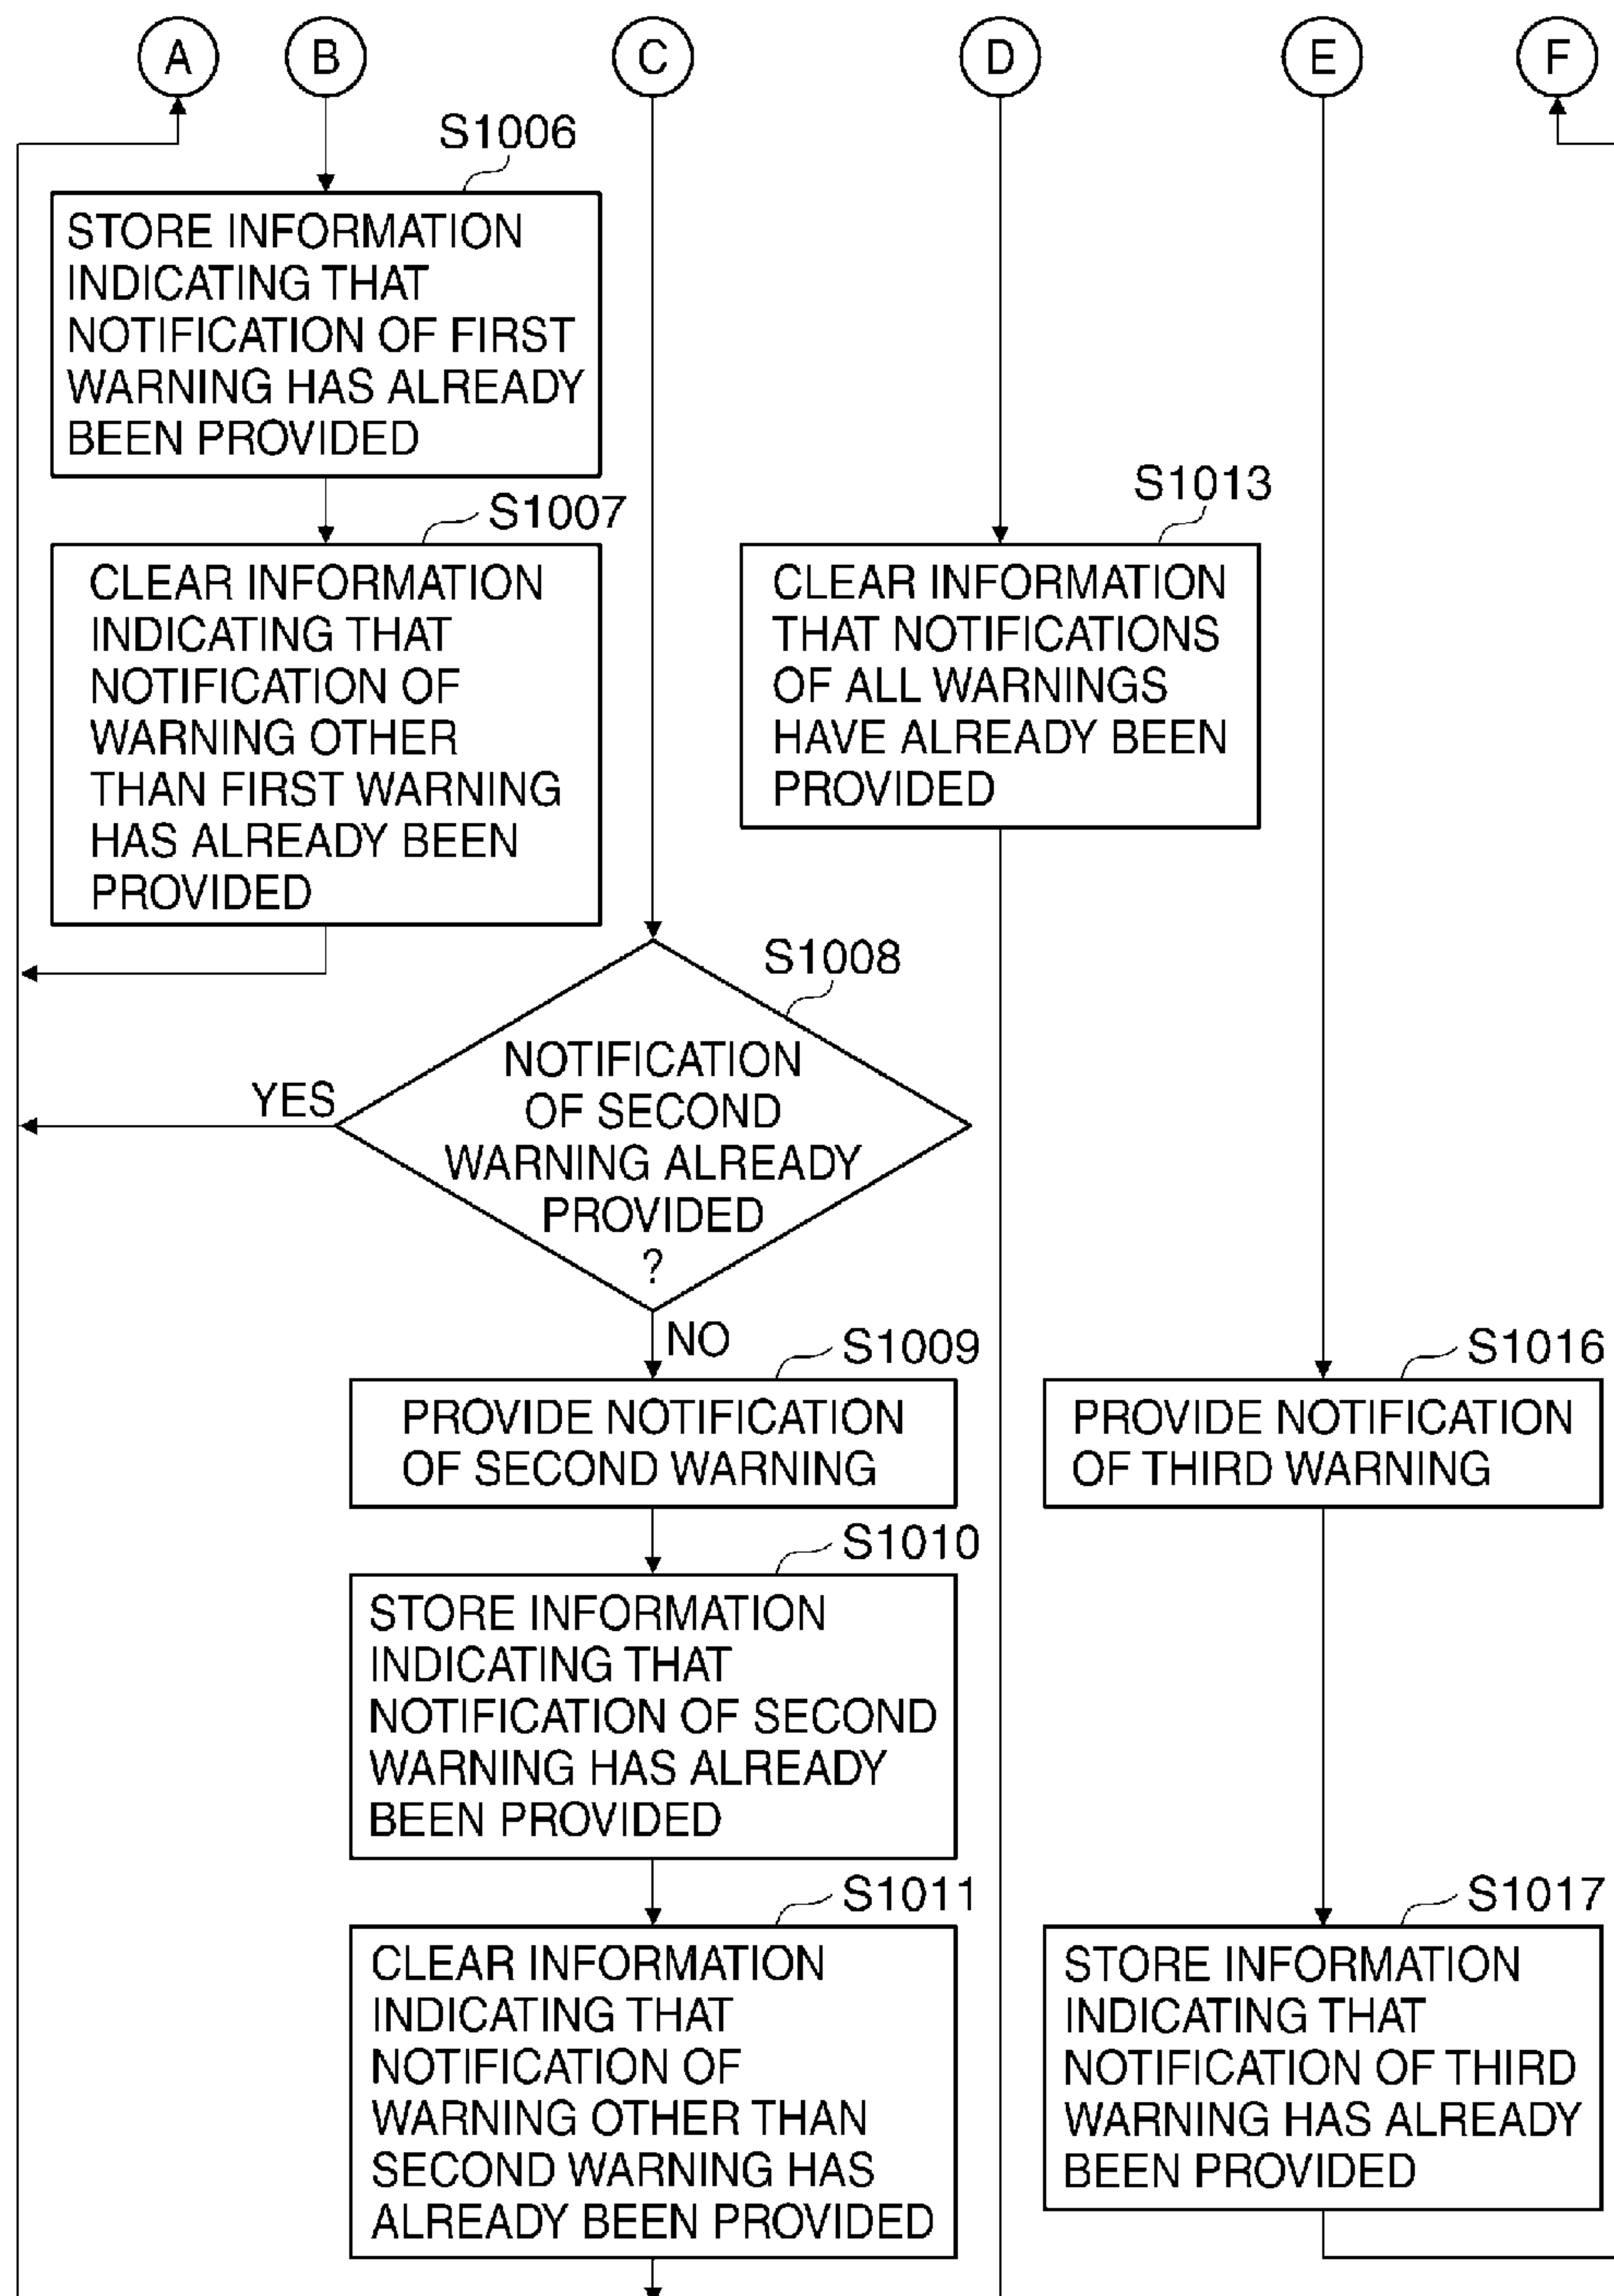 A
B
C
D
E
F
S1006
STORE INFORMATION
INDICATING THAT
NOTIFICATION OF FIRST
WARNING HAS ALREADY
BEEN PROVIDED
S1007
CLEAR INFORMATION
INDICATING THAT
NOTIFICATION OF
WARNING OTHER
THAN FIRST WARNING
HAS ALREADY BEEN
PROVIDED
S1013
CLEAR INFORMATION
THAT NOTIFICATIONS
OF ALL WARNINGS
HAVE ALREADY BEEN
PROVIDED
S1008
NOTIFICATION
OF SECOND
WARNING ALREADY
PROVIDED
?
YES
NO
S1009
PROVIDE NOTIFICATION
OF SECOND WARNING
S1016
PROVIDE NOTIFICATION
OF THIRD WARNING
S1010
STORE INFORMATION
INDICATING THAT
NOTIFICATION OF SECOND
WARNING HAS ALREADY
BEEN PROVIDED
S1011
CLEAR INFORMATION
INDICATING THAT
NOTIFICATION OF
WARNING OTHER THAN
SECOND WARNING HAS
ALREADY BEEN PROVIDED
S1017
STORE INFORMATION
INDICATING THAT
NOTIFICATION OF THIRD
WARNING HAS ALREADY
BEEN PROVIDED